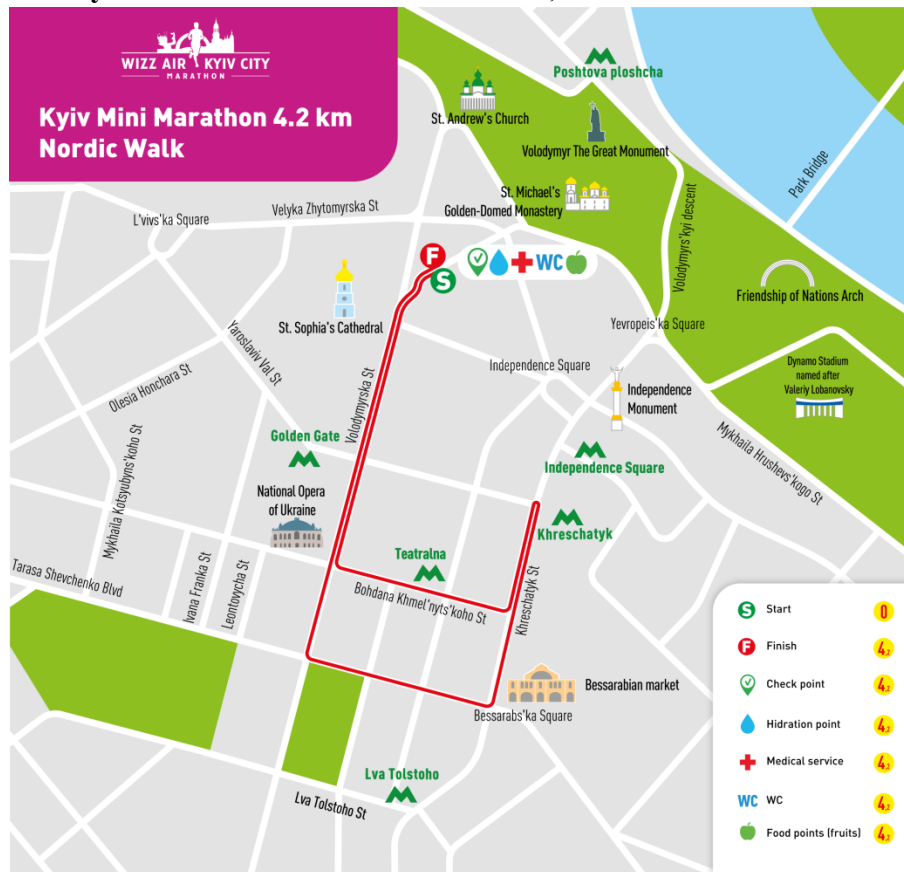 WIZZ AIR KYIV CITY
MARATHON
Kyiv Mini Marathon 4.2 km
Nordic Walk
Poshtova ploshcha
St. Andrew's Church
Volodymyr The Great Monument
St. Michael's
Golden-Domed Monastery
Park Bridge
L'vivs'ka Square
Velyka Zhytomyrska St
Volodymyrs'kyi descent
F
S
WC
St. Sophia's Cathedral
Friendship of Nations Arch
Yevropeis'ka Square
Yaroslaviv Val St
Independence Square
Dynamo Stadium
named after
Valeriy Lobanovsky
Olesia Honchara St
Volodymyrska St
Independence
Monument
Mykhaila Hrushevs'kogo St
Golden Gate
Independence Square
Mykhaila Kotsyubyns'koho St
National Opera
of Ukraine
Khreschatyk
Teatralna
Tarasa Shevchenko Blvd
Ivana Franka St
Leontovycha St
Bohdana Khmel'nyts'koho St
Khreschatyk St
Bessarabian market
Bessarabs'ka Square
Lva Tolstoho
Lva Tolstoho St
S Start 0
F Finish 4,2
Check point 4,2
Hidration point 4,2
Medical service 4,2
WC WC 4,2
Food points (fruits) 4,2